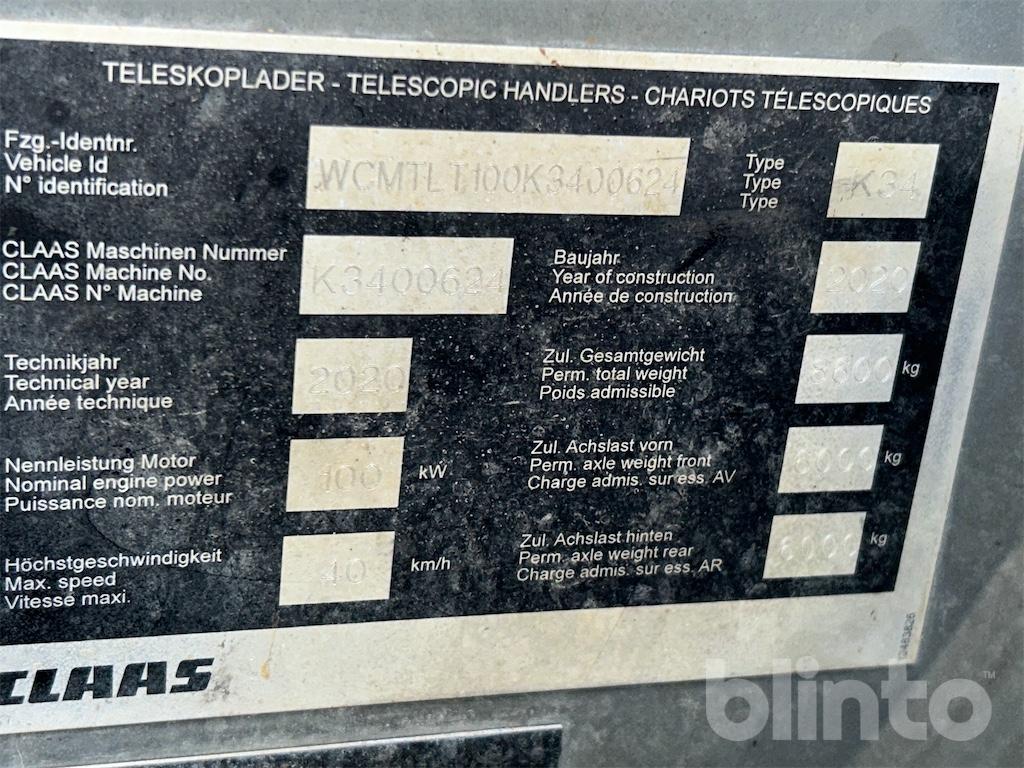 TELESKOPLADER - TELESCOPIC HANDLERS - CHARIOTS TÉLESCOPIQUES
Fzg.-Identnr.
Vehicle Id
N° identification
WCMTLT100K3400624
Type
Type
Type
K34
CLAAS Maschinen Nummer
CLAAS Machine No.
CLAAS N° Machine
K3400624
Baujahr
Year of construction
Année de construction
2020
Technikjahr
Technical year
Année technique
2020
Zul. Gesamtgewicht
Perm. total weight
Poids admissible
kg
Nennleistung Motor
Nominal engine power
Puissance nom. moteur
100 kW
Zul. Achslast vorn
Perm. axle weight front
Charge admis. sur ess. AV
6000 kg
Höchstgeschwindigkeit
Max. speed
Vitesse maxi.
40 km/h
Zul. Achslast hinten
Perm. axle weight rear
Charge admis. sur ess. AR
6000 kg
CLAAS
blinto™